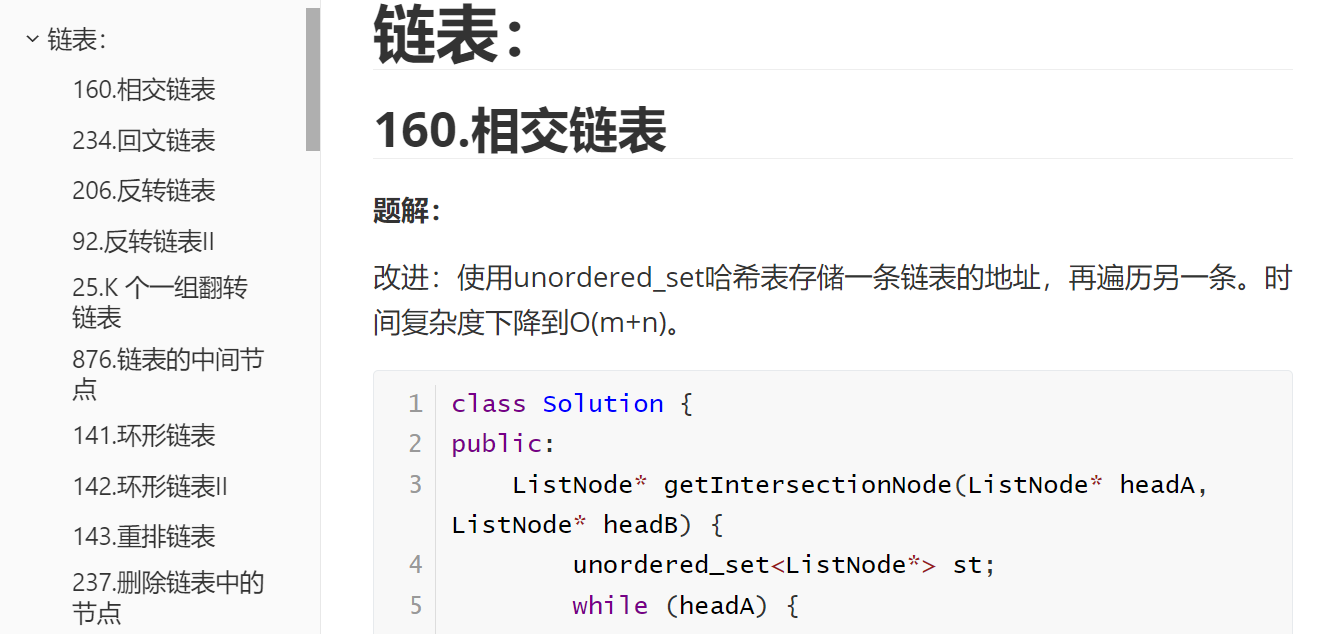 链表：
160.相交链表
234.回文链表
206.反转链表
92.反转链表II
25.K 个一组翻转
链表
876.链表的中间节
点
141.环形链表
142.环形链表II
143.重排链表
237.删除链表中的
节点
链表：
160.相交链表
题解：
改进：使用unordered_set哈希表存储一条链表的地址，再遍历另一条。时
间复杂度下降到O(m+n)。
1 class Solution {
2 public:
3     ListNode* getIntersectionNode(ListNode* headA,
ListNode* headB) {
4         unordered_set<ListNode*> st;
5         while (headA) {